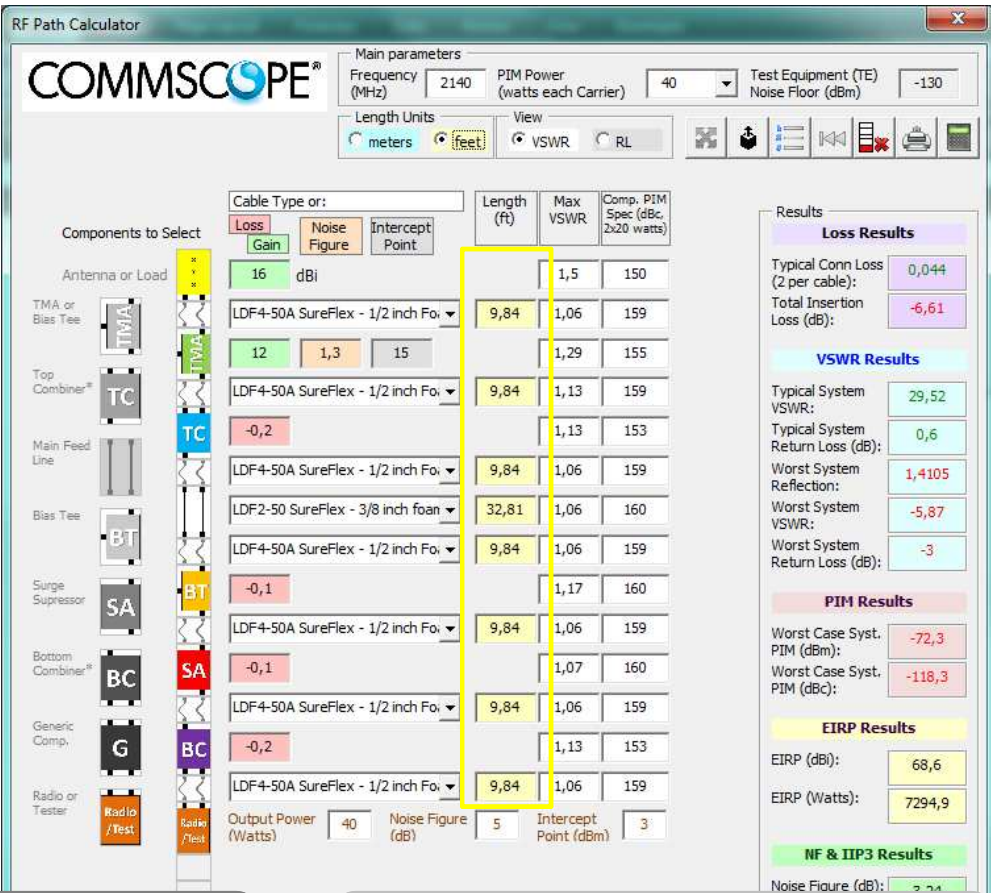 RF Path Calculator
COMMSCOPE®
Main parameters
Frequency (MHz) 2140 PIM Power (watts each Carrier) 40 Test Equipment (TE) Noise Floor (dBm) -130
Length Units
meters feet
View
VSWR RL
Components to Select
Cable Type or:
Loss
Gain
Noise Figure
Intercept Point
Length (ft)
Max VSWR
Comp. PIM Spec (dBc, 2x20 watts)
Antenna or Load 16 dBi 1,5 150
TMA or Bias Tee
TMA
LDF4-50A SureFlex - 1/2 inch Fo 9,84 1,06 159
TMA 12 1,3 15 1,29 155
Top Combiner*
TC
LDF4-50A SureFlex - 1/2 inch Fo 9,84 1,13 159
TC -0,2 1,13 153
Main Feed Line
LDF4-50A SureFlex - 1/2 inch Fo 9,84 1,06 159
LDF2-50 SureFlex - 3/8 inch foam 32,81 1,06 160
Bias Tee
BT
LDF4-50A SureFlex - 1/2 inch Fo 9,84 1,06 159
BT -0,1 1,17 160
Surge Supressor
SA
LDF4-50A SureFlex - 1/2 inch Fo 9,84 1,06 159
SA -0,1 1,07 160
Bottom Combiner*
BC
LDF4-50A SureFlex - 1/2 inch Fo 9,84 1,06 159
Generic Comp.
G
BC -0,2 1,13 153
LDF4-50A SureFlex - 1/2 inch Fo 9,84 1,06 159
Radio or Tester
Radio /Test
Radio /Test
Output Power (Watts) 40 Noise Figure (dB) 5 Intercept Point (dBm) 3
Results
Loss Results
Typical Conn Loss (2 per cable): 0,044
Total Insertion Loss (dB): -6,61
VSWR Results
Typical System VSWR: 29,52
Typical System Return Loss (dB): 0,6
Worst System Reflection: 1,4105
Worst System VSWR: -5,87
Worst System Return Loss (dB): -3
PIM Results
Worst Case Syst. PIM (dBm): -72,3
Worst Case Syst. PIM (dBc): -118,3
EIRP Results
EIRP (dBi): 68,6
EIRP (Watts): 7294,9
NF & IIP3 Results
Noise Figure (dB): 3,24